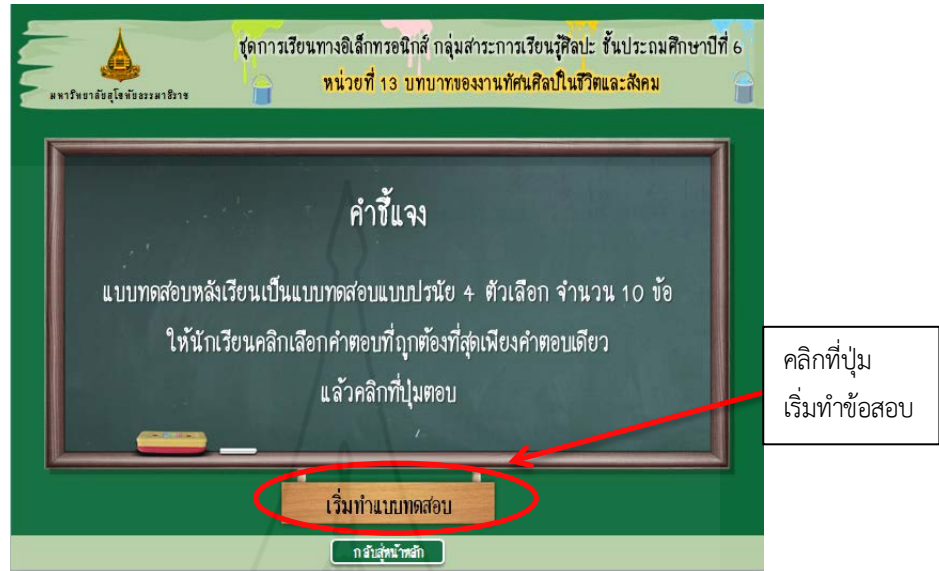 ชุดการเรียนทางอิเล็กทรอนิกส์ กลุ่มสาระการเรียนรู้ศิลปะ ชั้นประถมศึกษาปีที่ 6
หน่วยที่ 13 บทบาทของงานทัศนศิลป์ในชีวิตและสังคม
มหาวิทยาลัยสุโขทัยธรรมาธิราช
คำชี้แจง
แบบทดสอบหลังเรียนเป็นแบบทดสอบแบบปรนัย 4 ตัวเลือก จำนวน 10 ข้อ
ให้นักเรียนคลิกเลือกคำตอบที่ถูกต้องที่สุดเพียงคำตอบเดียว
แล้วคลิกที่ปุ่มตอบ
คลิกที่ปุ่ม
เริ่มทำข้อสอบ
เริ่มทำแบบทดสอบ
กลับสู่หน้าหลัก